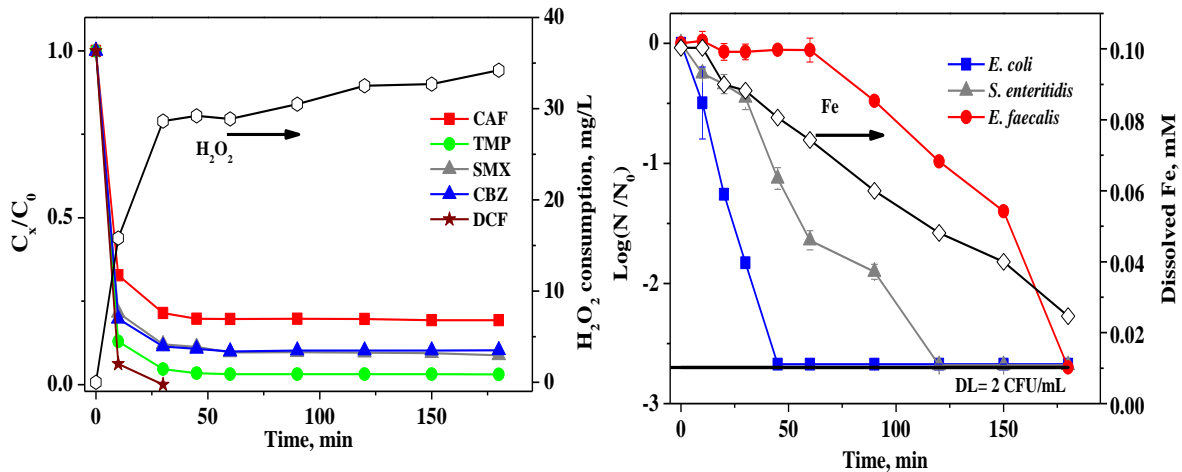 1.0
0.5
0.0
C_x/C_0
0
50
100
150
Time, min
40
30
20
10
0
H₂O₂ consumption, mg/L
H₂O₂
CAF
TMP
SMX
CBZ
DCF
0
-1
-2
-3
Log(N /N₀)
0
50
100
150
Time, min
0.10
0.08
0.06
0.04
0.02
0.00
Dissolved Fe, mM
Fe
E. coli
S. enteritidis
E. faecalis
DL= 2 CFU/mL